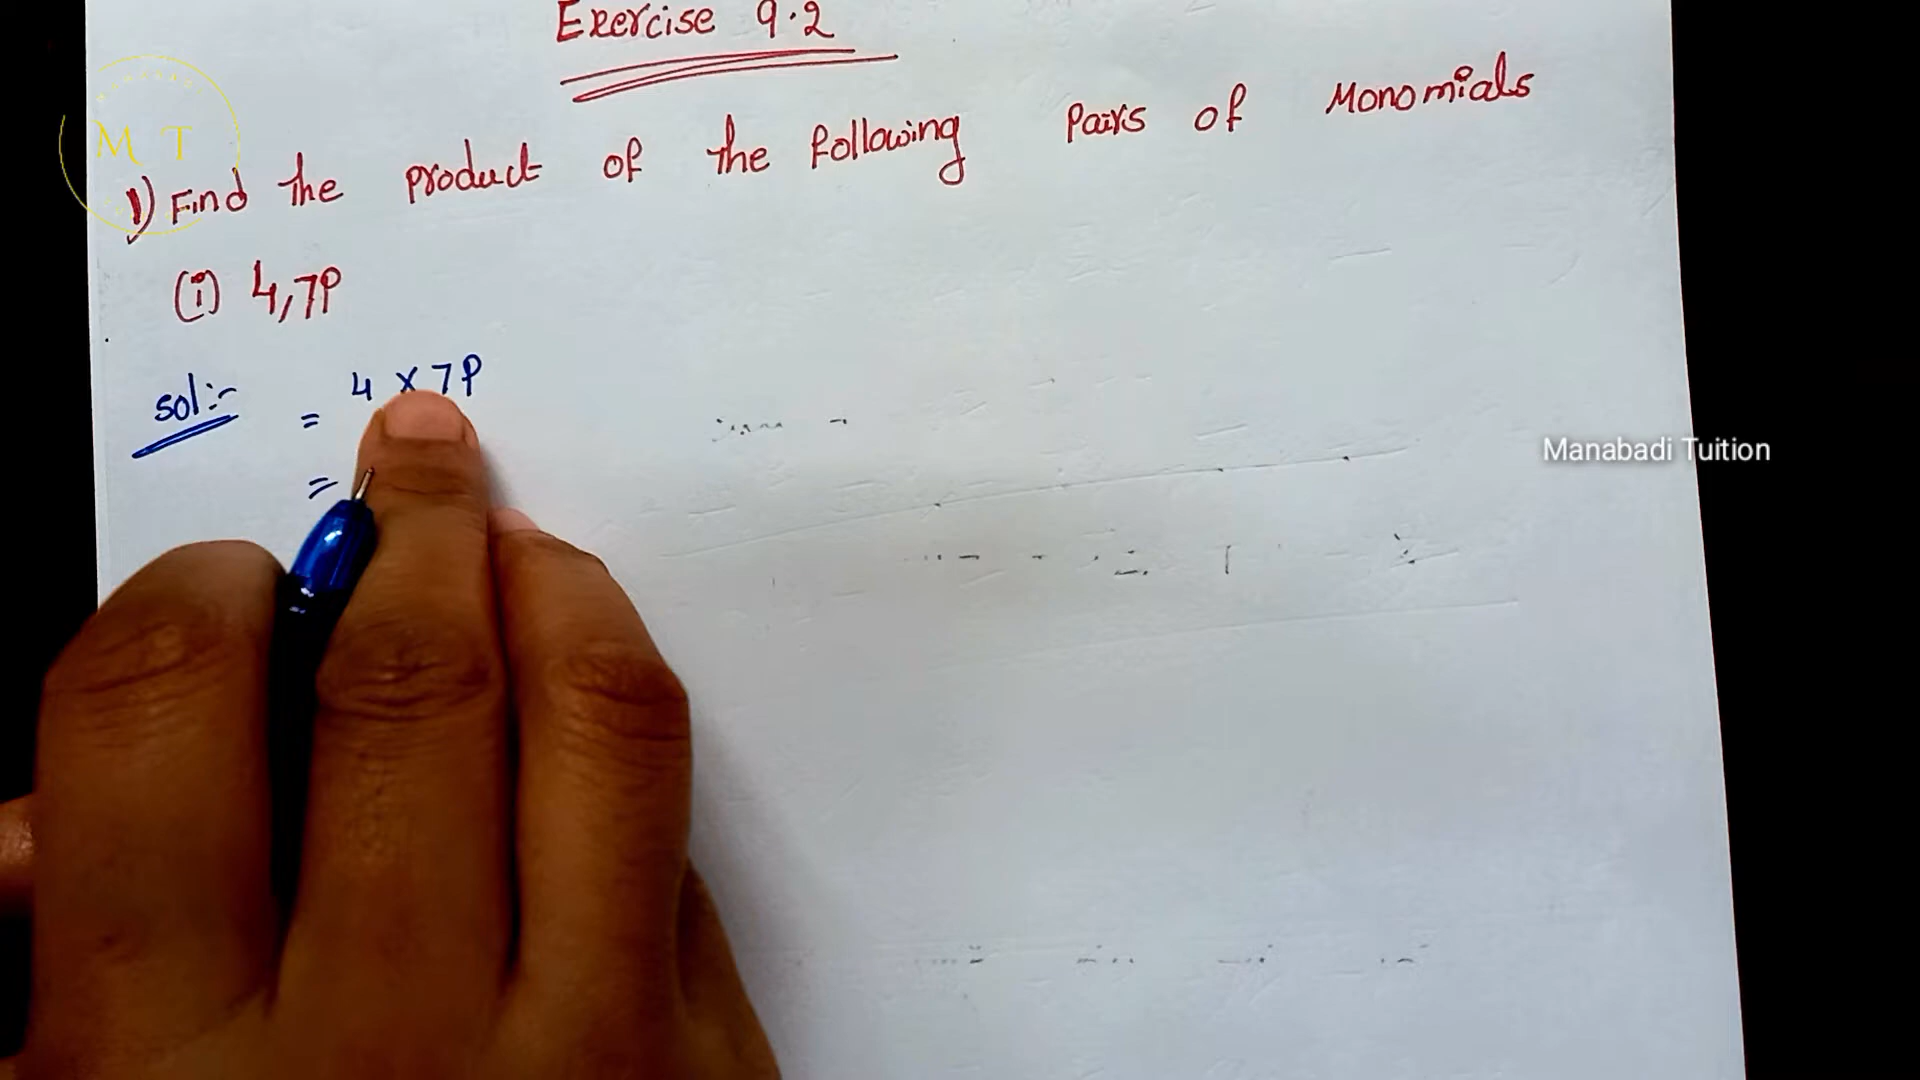 Exercise 9.2
1) Find the product of the following Pairs of Monomials
M T
(i) 4,7P
Sol:- 4 × 7P
=
=
Manabadi Tuition